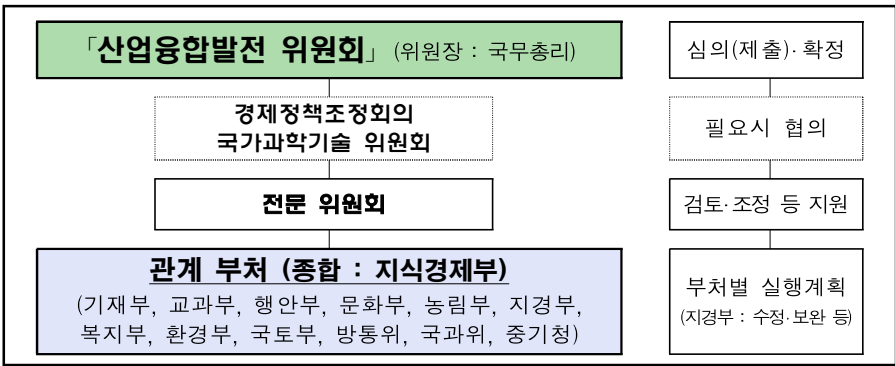 「산업융합발전 위원회」 (위원장 : 국무총리)
심의(제출)·확정
경제정책조정회의
국가과학기술 위원회
필요시 협의
전문 위원회
검토·조정 등 지원
관계 부처 (종합 : 지식경제부)
(기재부, 교과부, 행안부, 문화부, 농림부, 지경부,
복지부, 환경부, 국토부, 방통위, 국과위, 중기청)
부처별 실행계획
(지경부 : 수정·보완 등)